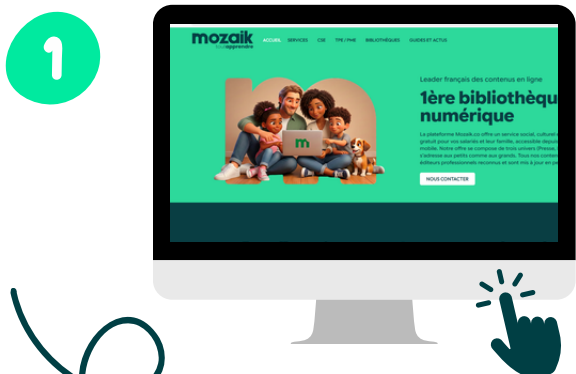 1
mozaik
tous apprendre
ACCUEIL SERVICES CSE TPE / PME BIBLIOTHÈQUES GUIDES ET ACTUS
Leader français des contenus en ligne
1ère bibliothèqu
numérique
La plateforme Mozaik.co offre un service social, culturel
gratuit pour vos salariés et leur famille, accessible depuis
mobile. Notre offre se compose de trois univers (Presse,
s'adresse aux petits comme aux grands. Tous nos conten
éditeurs professionnels reconnus et sont mis à jour en pe
NOUS CONTACTER
m